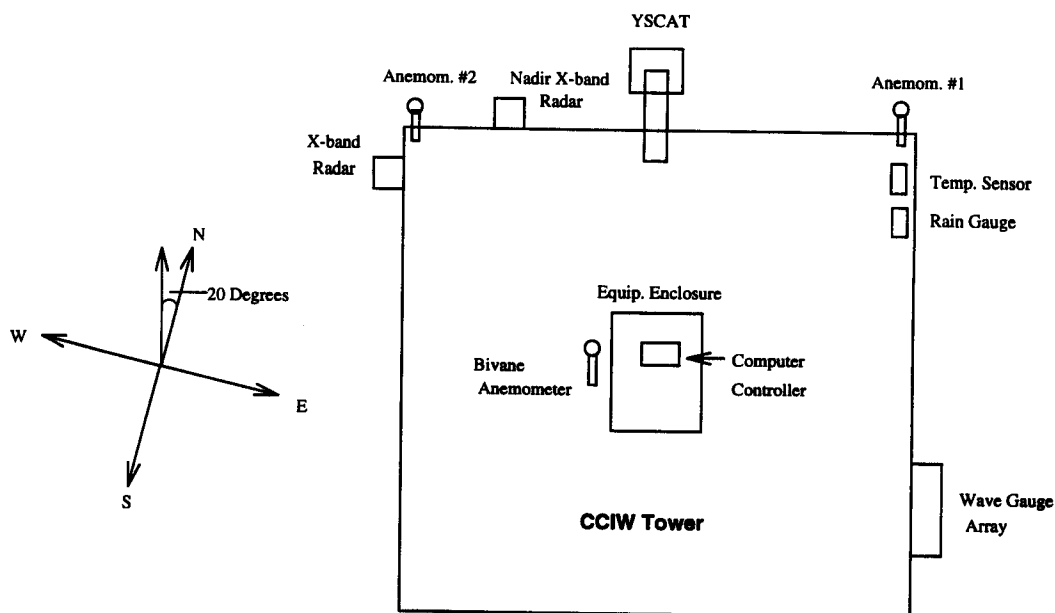 YSCAT
Anemom. #2
Nadir X-band
Radar
Anemom. #1
X-band
Radar
Temp. Sensor
Rain Gauge
N
20 Degrees
W
E
S
Equip. Enclosure
Bivane
Anemometer
Computer
Controller
CCIW Tower
Wave Gauge
Array